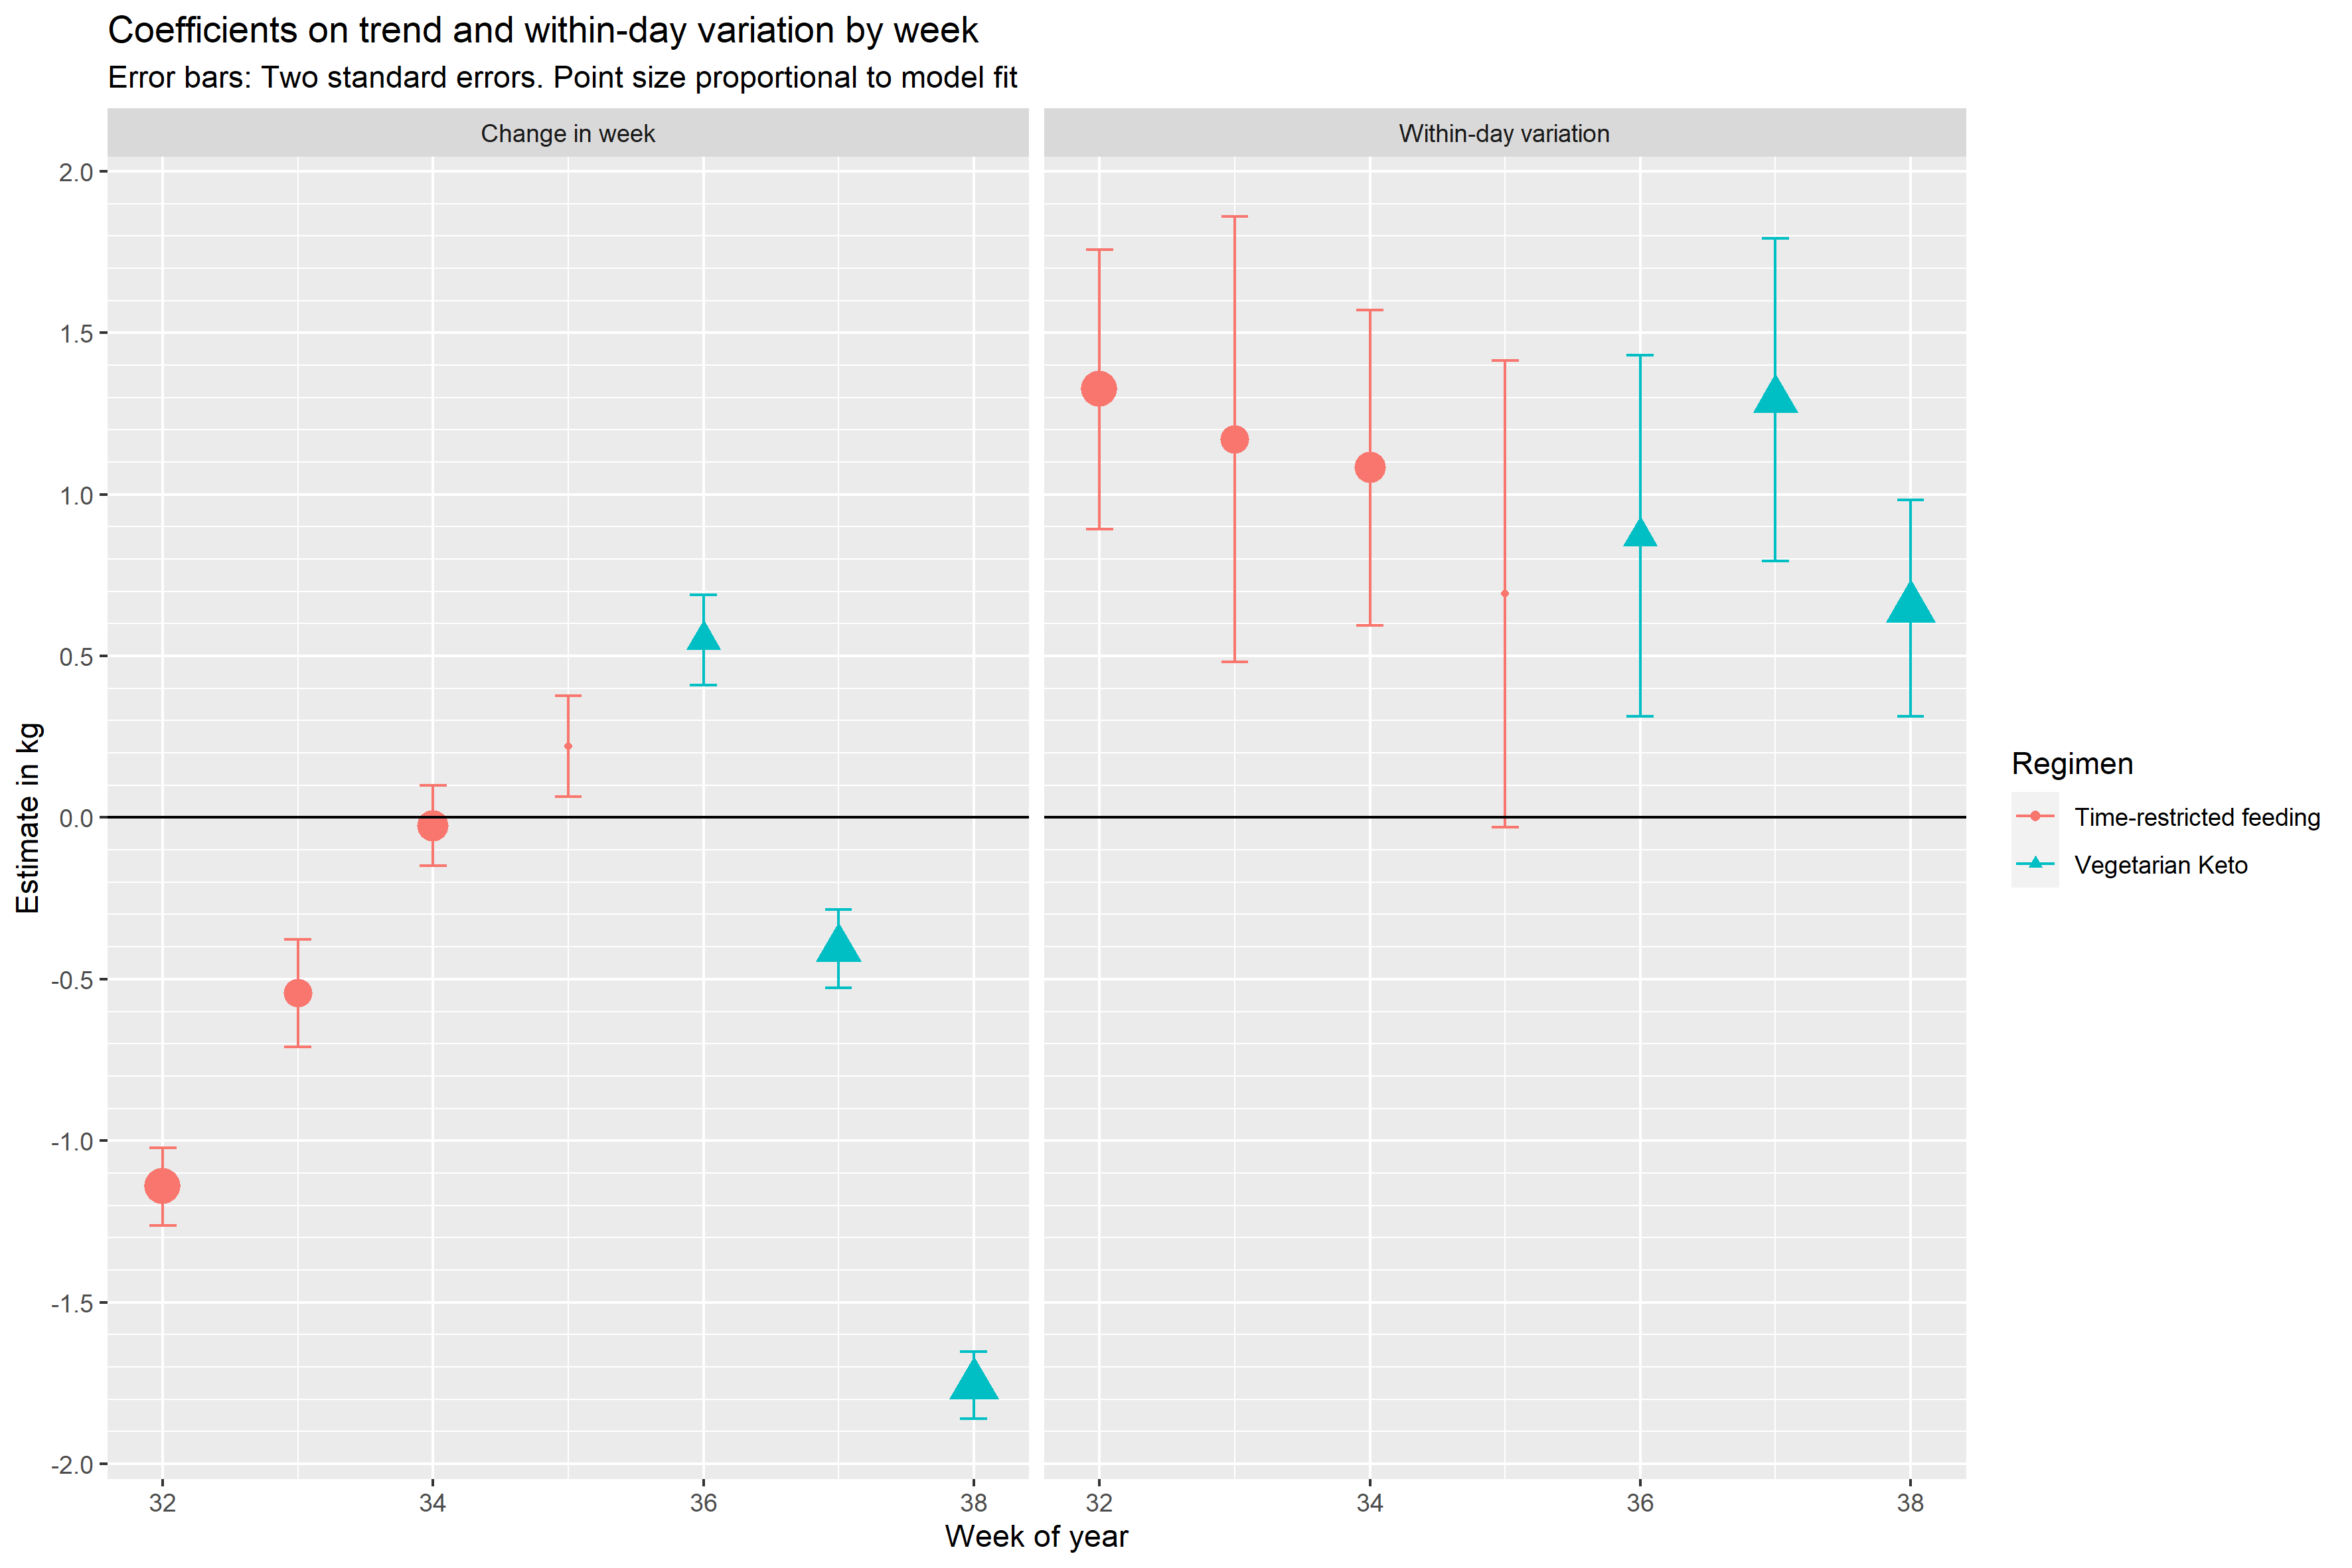 Coefficients on trend and within-day variation by week
Error bars: Two standard errors. Point size proportional to model fit
Change in week
Within-day variation
2.0
1.5
1.0
0.5
0.0
-0.5
-1.0
-1.5
-2.0
Estimate in kg
32 34 36 38
32 34 36 38
Week of year
Regimen
Time-restricted feeding
Vegetarian Keto